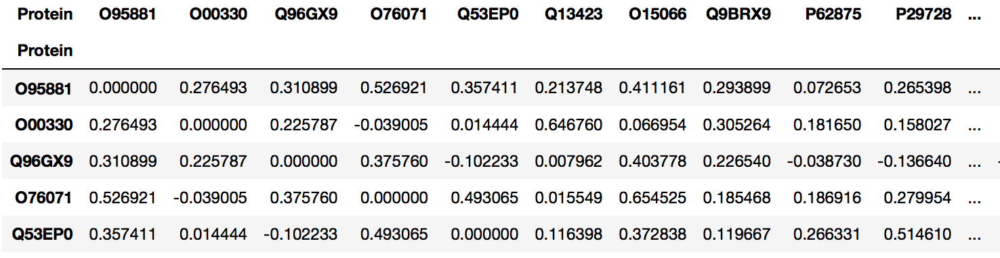 Protein O95881 O00330 Q96GX9 O76071 Q53EP0 Q13423 O15066 Q9BRX9 P62875 P29728 ...
Protein
O95881 0.000000 0.276493 0.310899 0.526921 0.357411 0.213748 0.411161 0.293899 0.072653 0.265398 ...
O00330 0.276493 0.000000 0.225787 -0.039005 0.014444 0.646760 0.066954 0.305264 0.181650 0.158027 ...
Q96GX9 0.310899 0.225787 0.000000 0.375760 -0.102233 0.007962 0.403778 0.226540 -0.038730 -0.136640 ... -
O76071 0.526921 -0.039005 0.375760 0.000000 0.493065 0.015549 0.654525 0.185468 0.186916 0.279954 ...
Q53EP0 0.357411 0.014444 -0.102233 0.493065 0.000000 0.116398 0.372838 0.119667 0.266331 0.514610 ...